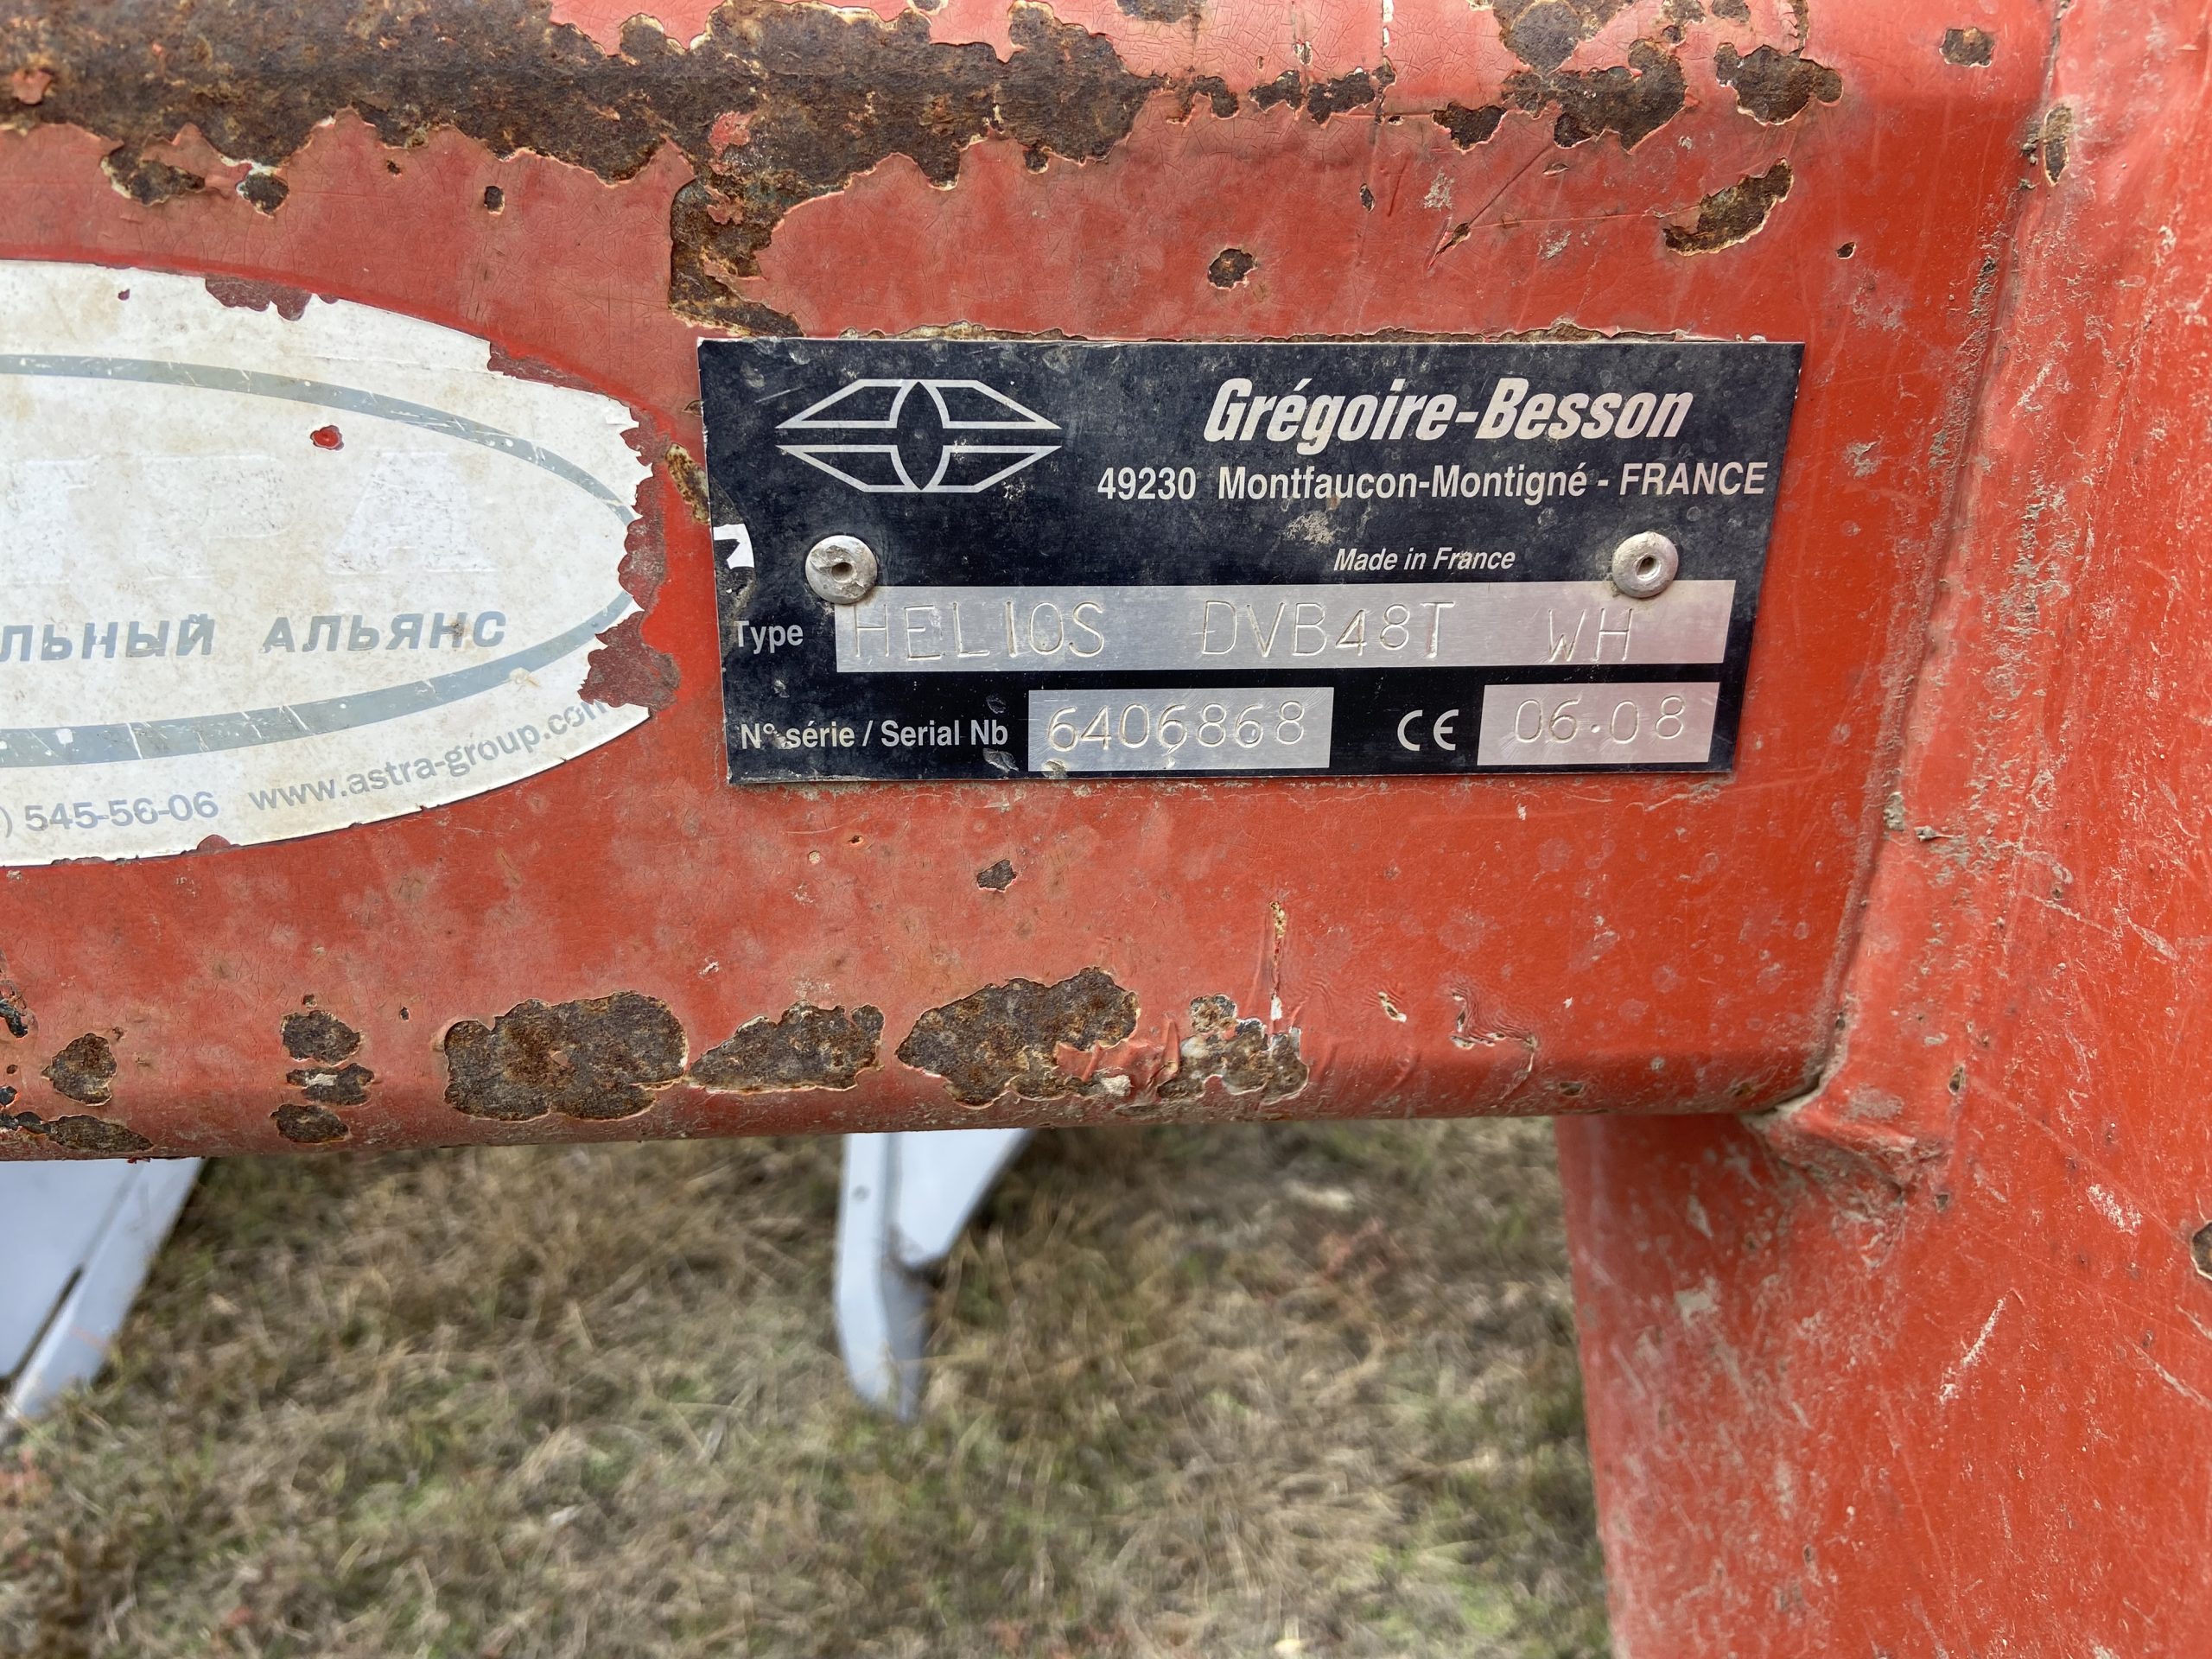 Grégoire-Besson
49230 Montfaucon-Montigné - FRANCE
Made in France
Type HELIOS DVB48T WH
N° série / Serial Nb 6406868 CE 06.08
АЛЬЯНС
) 545-56-06 www.astra-group.com